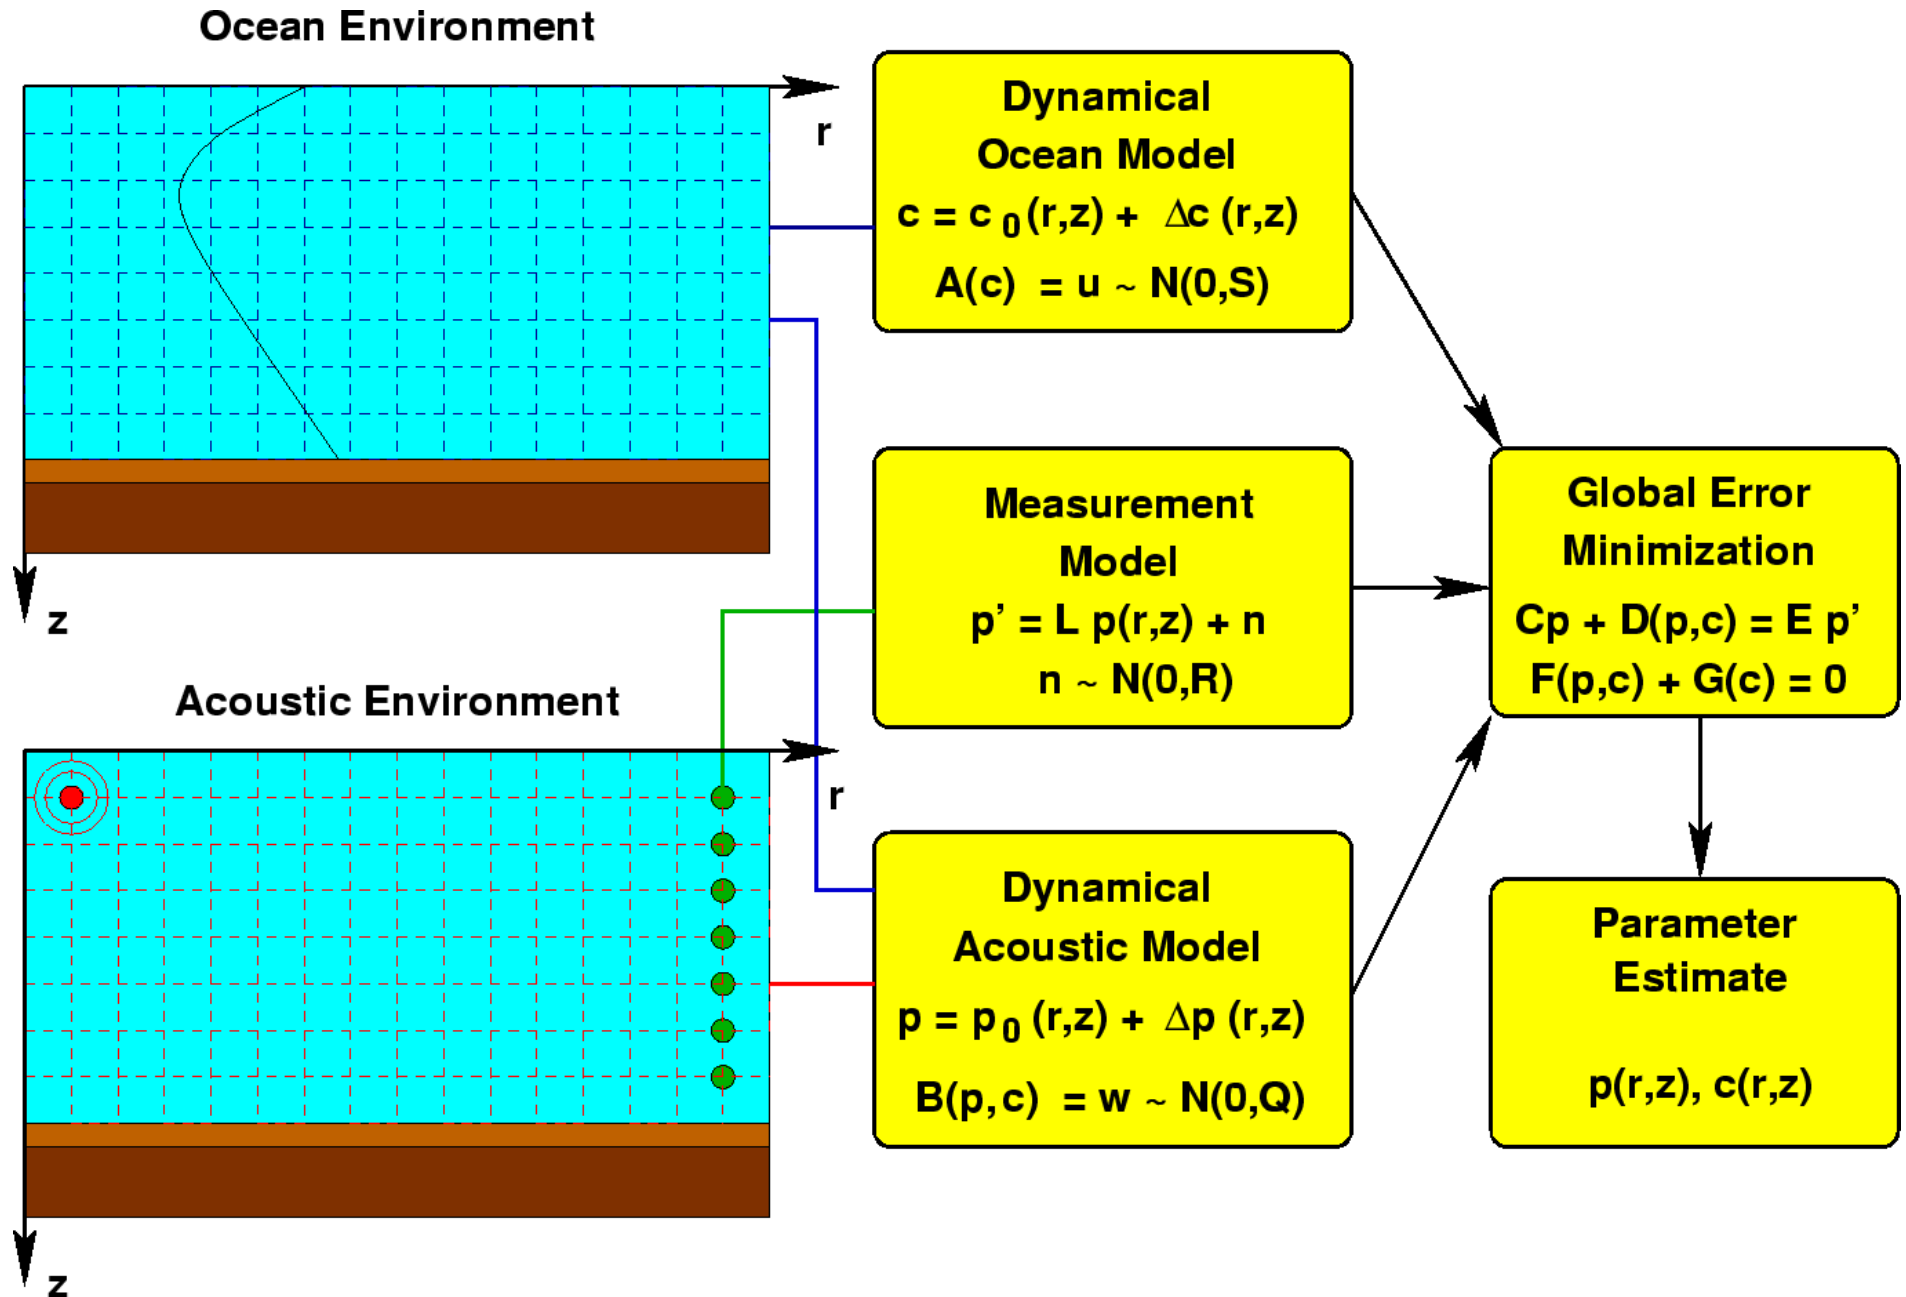 Ocean Environment
r
z
Acoustic Environment
r
z
Dynamical
Ocean Model
c = c 0 (r,z) + Δc (r,z)
A(c) = u ~ N(0,S)
Measurement
Model
p’ = L p(r,z) + n
n ~ N(0,R)
Dynamical
Acoustic Model
p = p 0 (r,z) + Δp (r,z)
B(p,c) = w ~ N(0,Q)
Global Error
Minimization
Cp + D(p,c) = E p’
F(p,c) + G(c) = 0
Parameter
Estimate
p(r,z), c(r,z)